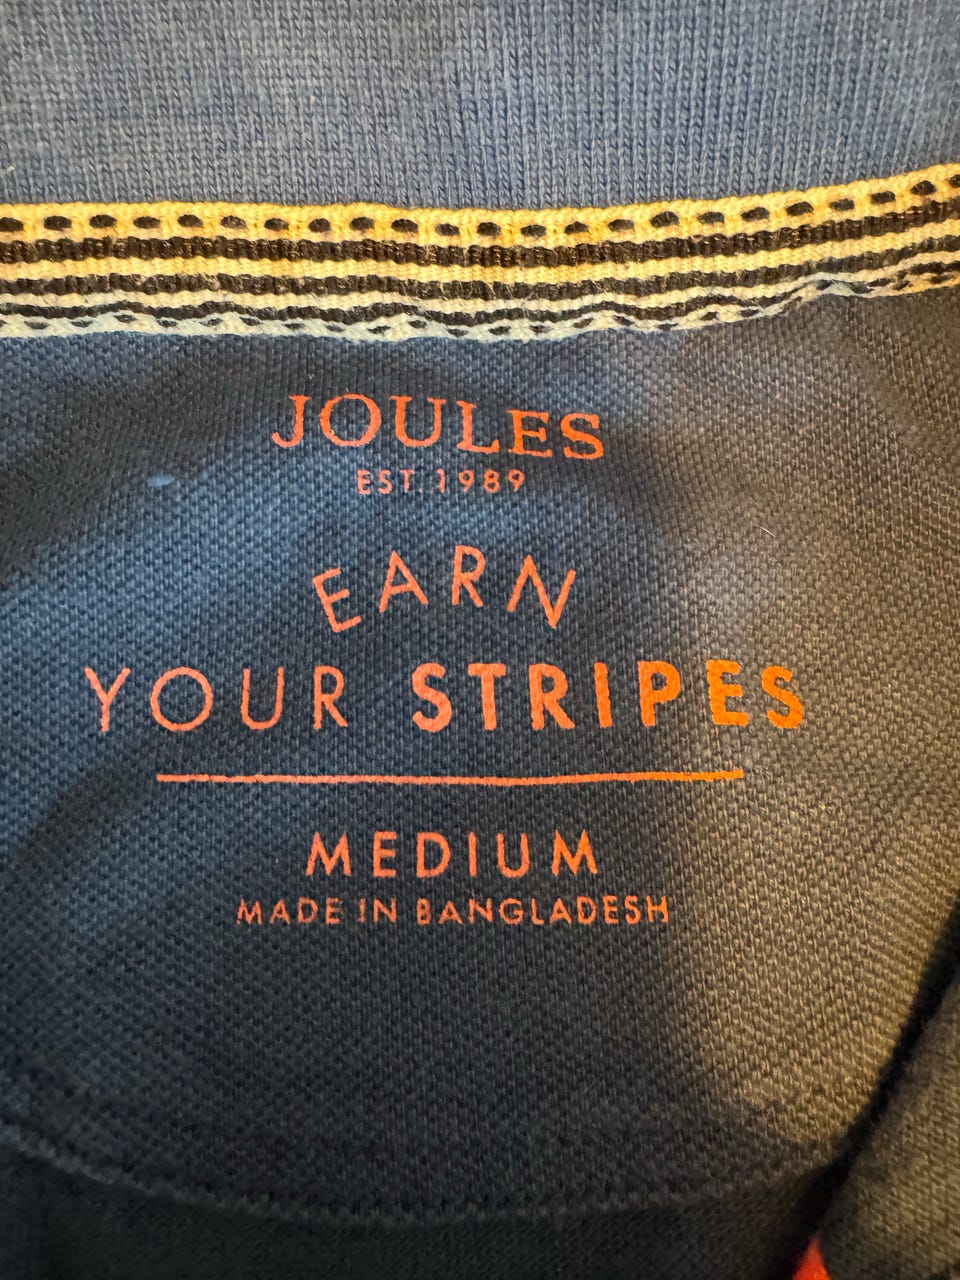 JOULES
EST. 1989
EARN
YOUR STRIPES
MEDIUM
MADE IN BANGLADESH